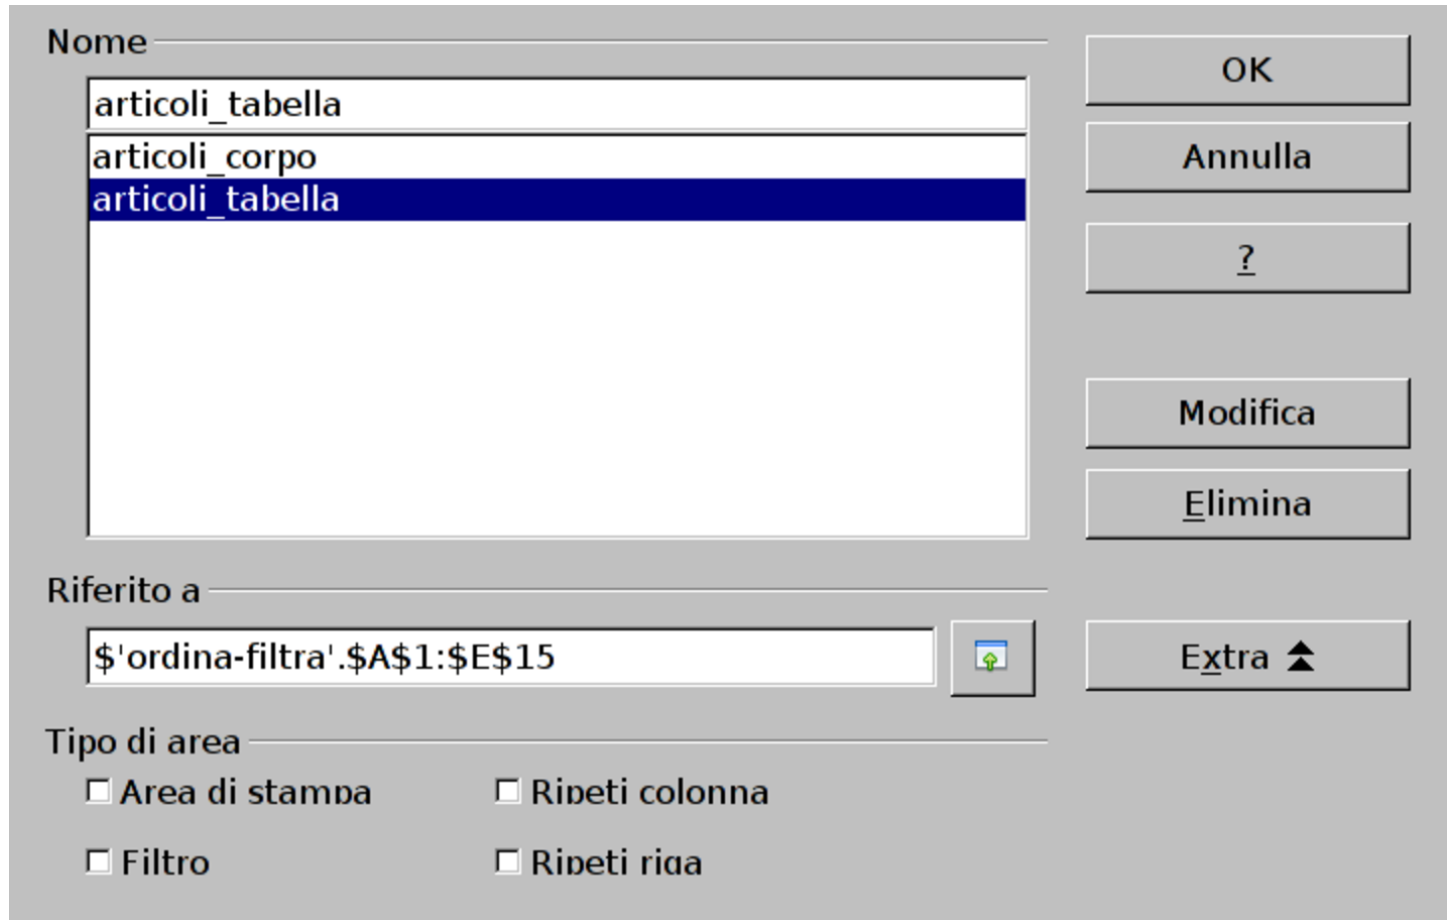 Nome
articoli_tabella
articoli_corpo
articoli_tabella
OK
Annulla
?
Modifica
Elimina
Riferito a
$'ordina-filtra'.$A$1:$E$15
Extra
Tipo di area
Area di stampa
Ripeti colonna
Filtro
Ripeti riga